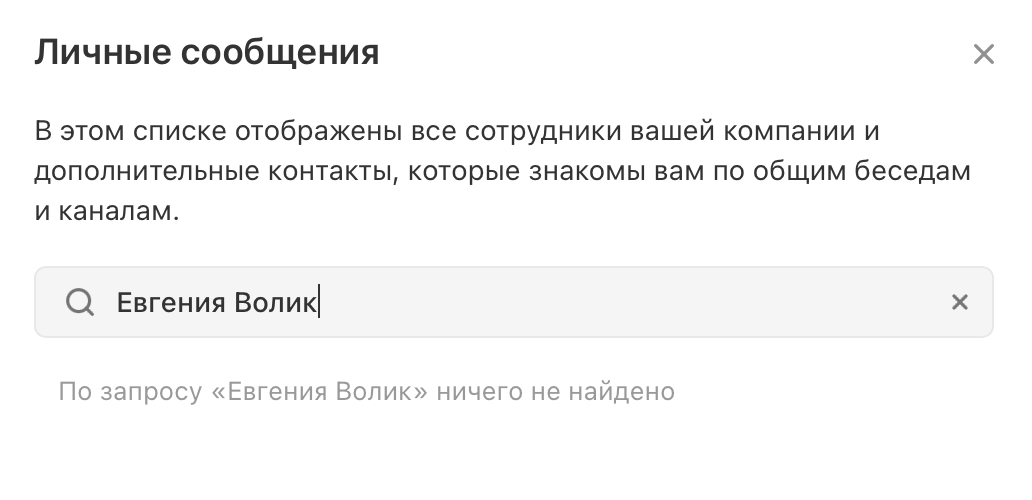 Личные сообщения
В этом списке отображены все сотрудники вашей компании и
дополнительные контакты, которые знакомы вам по общим беседам
и каналам.
Евгения Волик
По запросу «Евгения Волик» ничего не найдено